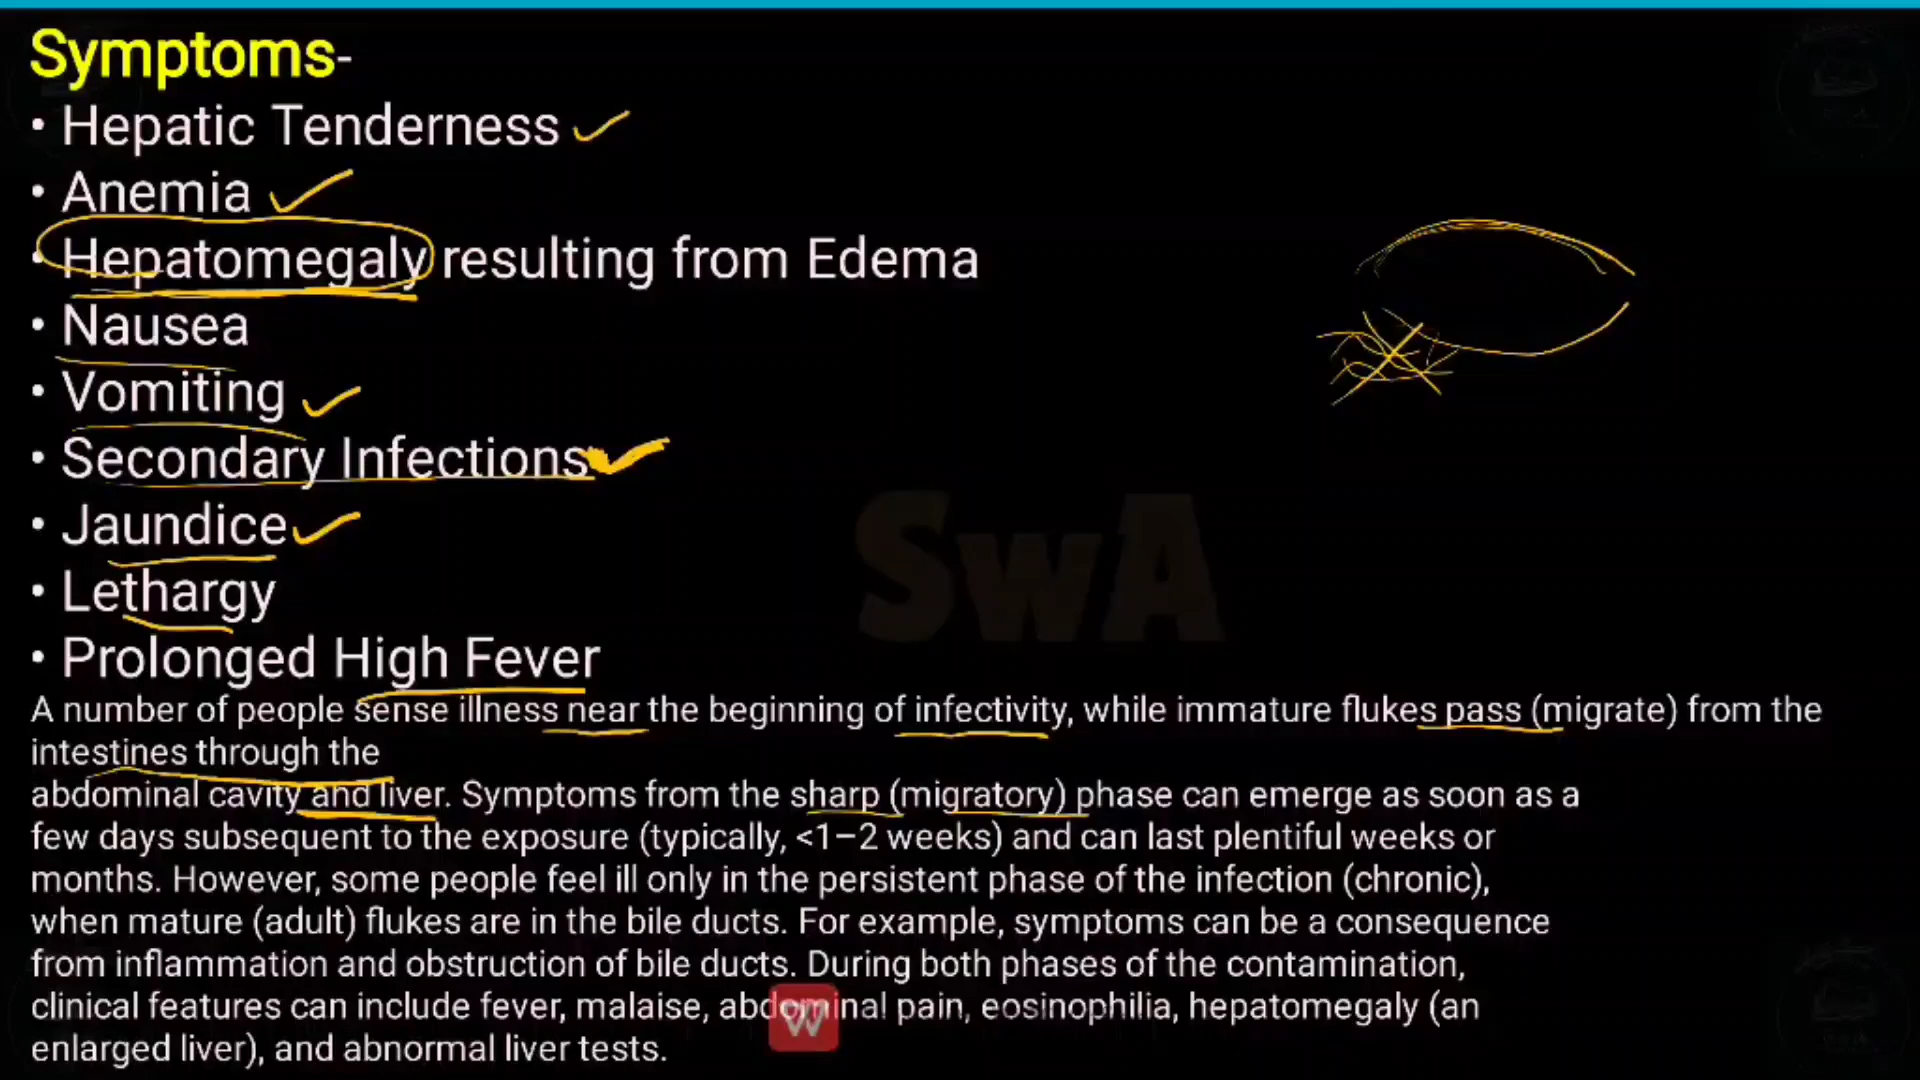 Symptoms-
• Hepatic Tenderness
• Anemia
• Hepatomegaly resulting from Edema
• Nausea
• Vomiting
• Secondary Infections
• Jaundice
• Lethargy
• Prolonged High Fever
A number of people sense illness near the beginning of infectivity, while immature flukes pass (migrate) from the
intestines through the
abdominal cavity and liver. Symptoms from the sharp (migratory) phase can emerge as soon as a
few days subsequent to the exposure (typically, <1–2 weeks) and can last plentiful weeks or
months. However, some people feel ill only in the persistent phase of the infection (chronic),
when mature (adult) flukes are in the bile ducts. For example, symptoms can be a consequence
from inflammation and obstruction of bile ducts. During both phases of the contamination,
clinical features can include fever, malaise, abdominal pain, eosinophilia, hepatomegaly (an
enlarged liver), and abnormal liver tests.
SwA
W